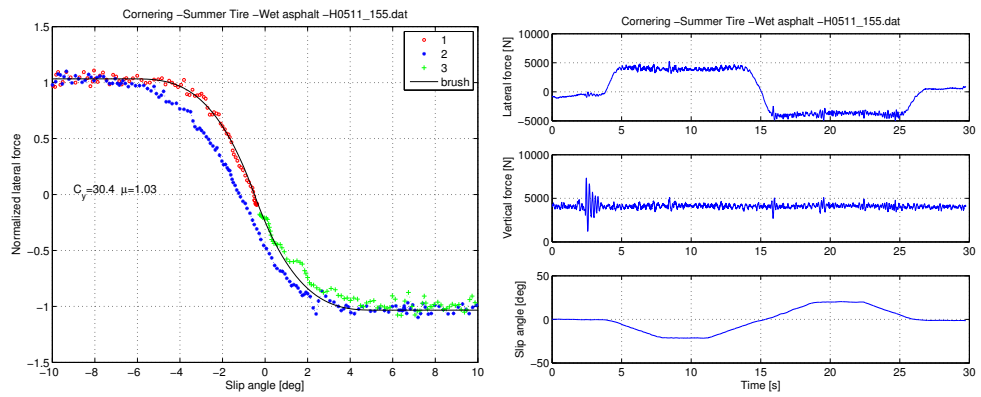 Cornering −Summer Tire −Wet asphalt −H0511_155.dat
1.5
1
0.5
0
−0.5
−1
−1.5
Normalized lateral force
C_y=30.4 μ=1.03
1
2
3
brush
−10 −8 −6 −4 −2 0 2 4 6 8 10
Slip angle [deg]
Cornering −Summer Tire −Wet asphalt −H0511_155.dat
Lateral force [N]
10000
5000
0
−5000
0 5 10 15 20 25 30
Vertical force [N]
10000
5000
0
0 5 10 15 20 25 30
Slip angle [deg]
50
0
−50
0 5 10 15 20 25 30
Time [s]